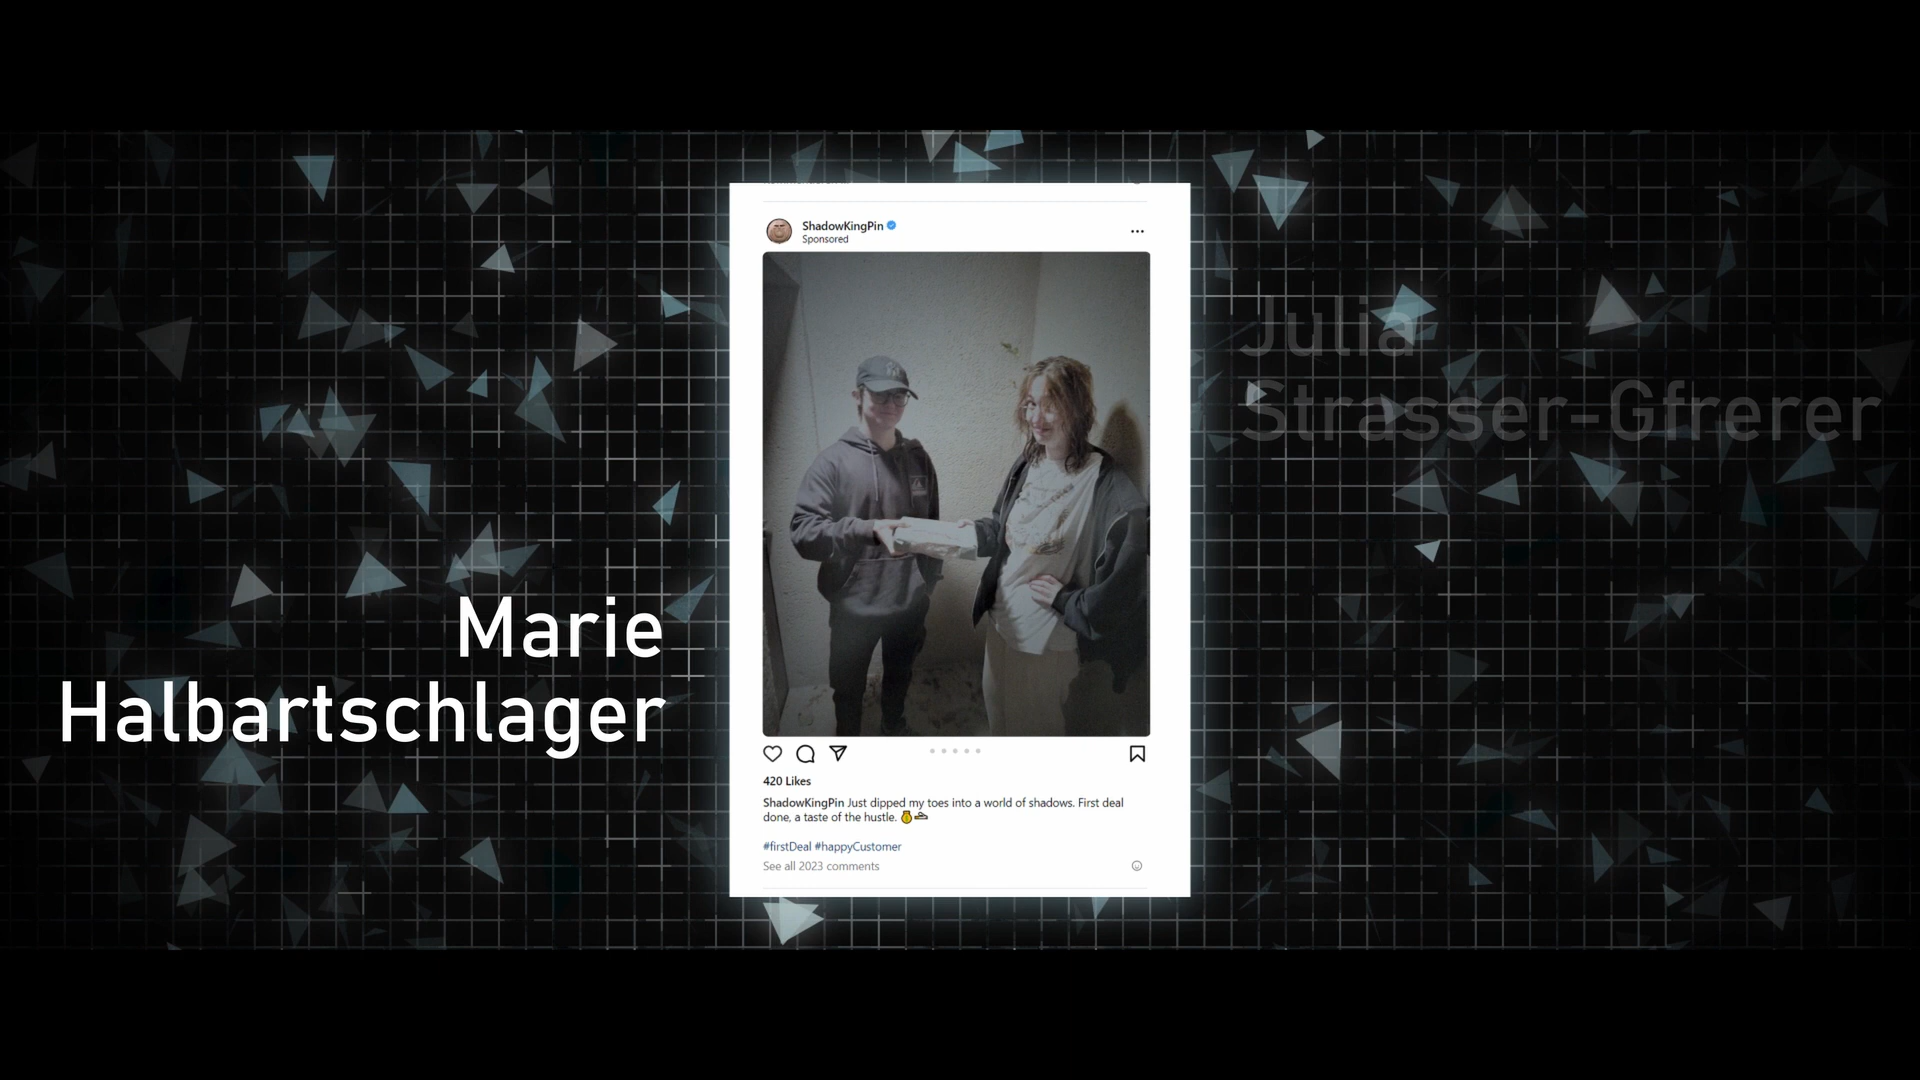 ShadowKingPin
Sponsored
Julia
Strasser-Gfrerer
Marie
Halbartschlager
420 Likes
ShadowKingPin Just dipped my toes into a world of shadows. First deal
done, a taste of the hustle.
#firstDeal #happyCustomer
See all 2023 comments